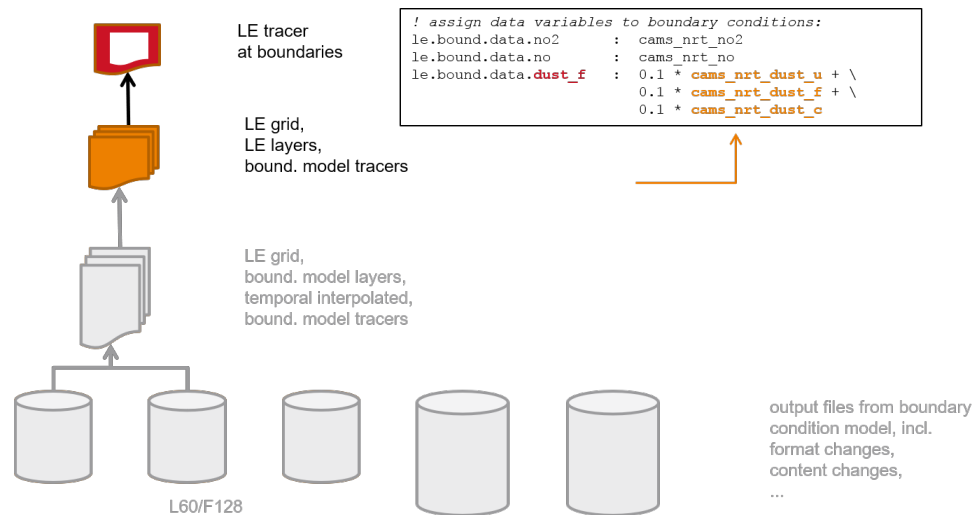 LE tracer
at boundaries
! assign data variables to boundary conditions:
le.bound.data.no2 : cams_nrt_no2
le.bound.data.no : cams_nrt_no
le.bound.data.dust_f : 0.1 * cams_nrt_dust_u + \
0.1 * cams_nrt_dust_f + \
0.1 * cams_nrt_dust_c
LE grid,
LE layers,
bound. model tracers
LE grid,
bound. model layers,
temporal interpolated,
bound. model tracers
output files from boundary
condition model, incl.
format changes,
content changes,
...
L60/F128